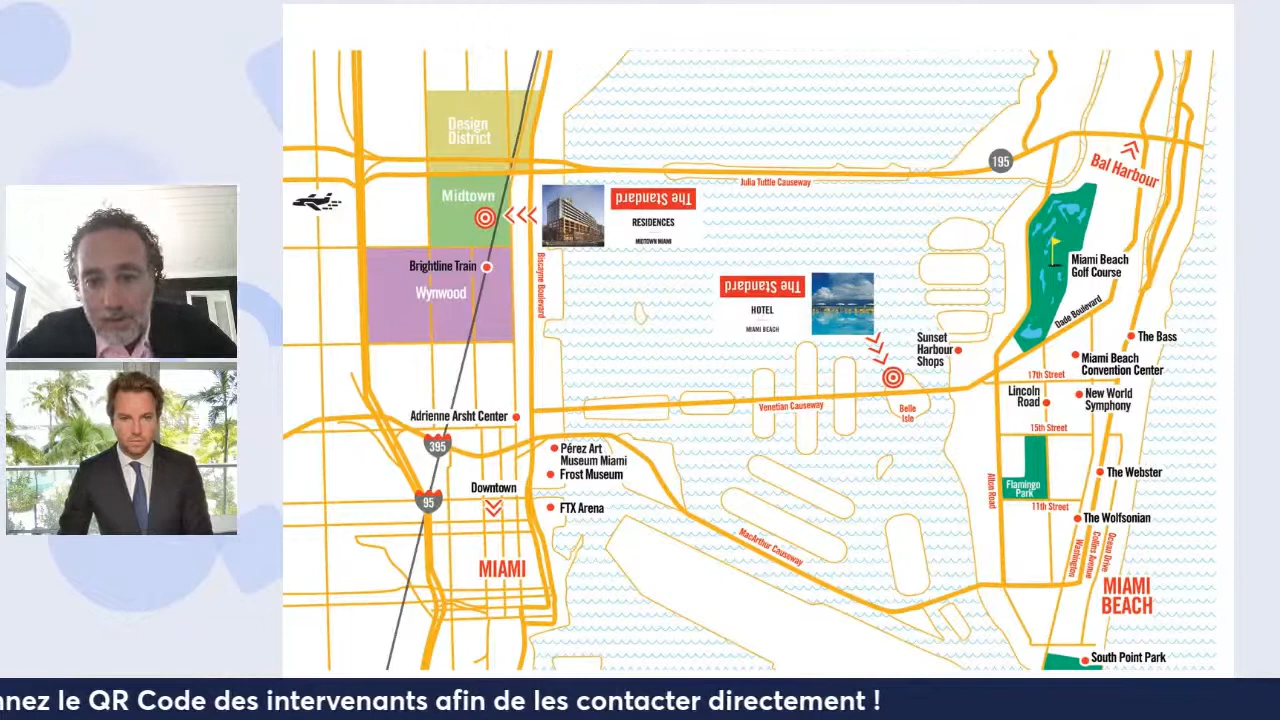 Design
District
195
Bal Harbour
Julia Tuttle Causeway
Midtown
The Standard
RESIDENCES
MIDTOWN MIAMI
Brightline Train
Biscayne Boulevard
Wynwood
Miami Beach
Golf Course
The Standard
HOTEL
MIAMI BEACH
Dade Boulevard
Sunset
Harbour
Shops
The Bass
Miami Beach
Convention Center
17th Street
Lincoln
Road
New World
Symphony
Venetian Causeway
Belle
Isle
Adrienne Arsht Center
15th Street
395
Pérez Art
Museum Miami
Frost Museum
The Webster
Downtown
Alton Road
Flamingo
Park
95
11th Street
FTX Arena
The Wolfsonian
MacArthur Causeway
Washington
Collins Avenue
Ocean Drive
MIAMI
MIAMI
BEACH
South Point Park
nnez le QR Code des intervenants afin de les contacter directement !